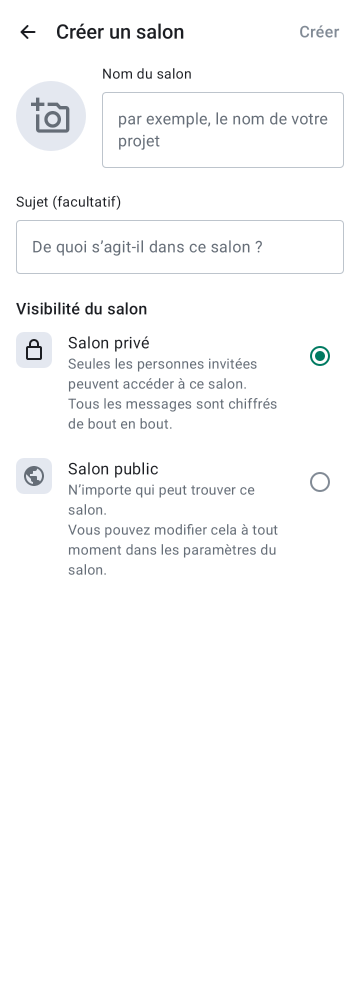 Créer un salon
Créer
Nom du salon
par exemple, le nom de votre
projet
Sujet (facultatif)
De quoi s’agit-il dans ce salon ?
Visibilité du salon
Salon privé
Seules les personnes invitées
peuvent accéder à ce salon.
Tous les messages sont chiffrés
de bout en bout.
Salon public
N’importe qui peut trouver ce
salon.
Vous pouvez modifier cela à tout
moment dans les paramètres du
salon.